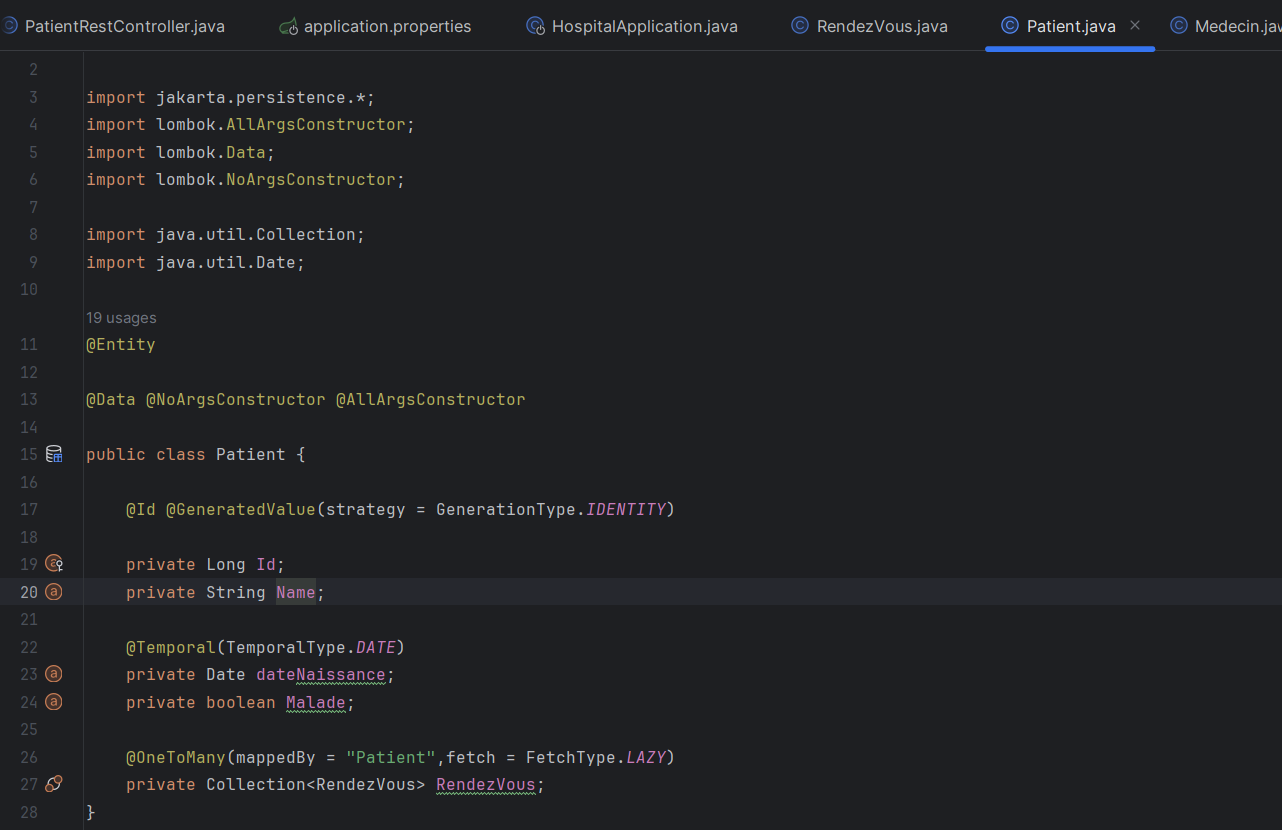 PatientRestController.java application.properties HospitalApplication.java RendezVous.java Patient.java Medecin.jav
2
3 import jakarta.persistence.*;
4 import lombok.AllArgsConstructor;
5 import lombok.Data;
6 import lombok.NoArgsConstructor;
7
8 import java.util.Collection;
9 import java.util.Date;
10
19 usages
11 @Entity
12
13 @Data @NoArgsConstructor @AllArgsConstructor
14
15 public class Patient {
16
17 @Id @GeneratedValue(strategy = GenerationType.IDENTITY)
18
19 private Long Id;
20 private String Name;
21
22 @Temporal(TemporalType.DATE)
23 private Date dateNaissance;
24 private boolean Malade;
25
26 @OneToMany(mappedBy = "Patient",fetch = FetchType.LAZY)
27 private Collection<RendezVous> RendezVous;
28 }